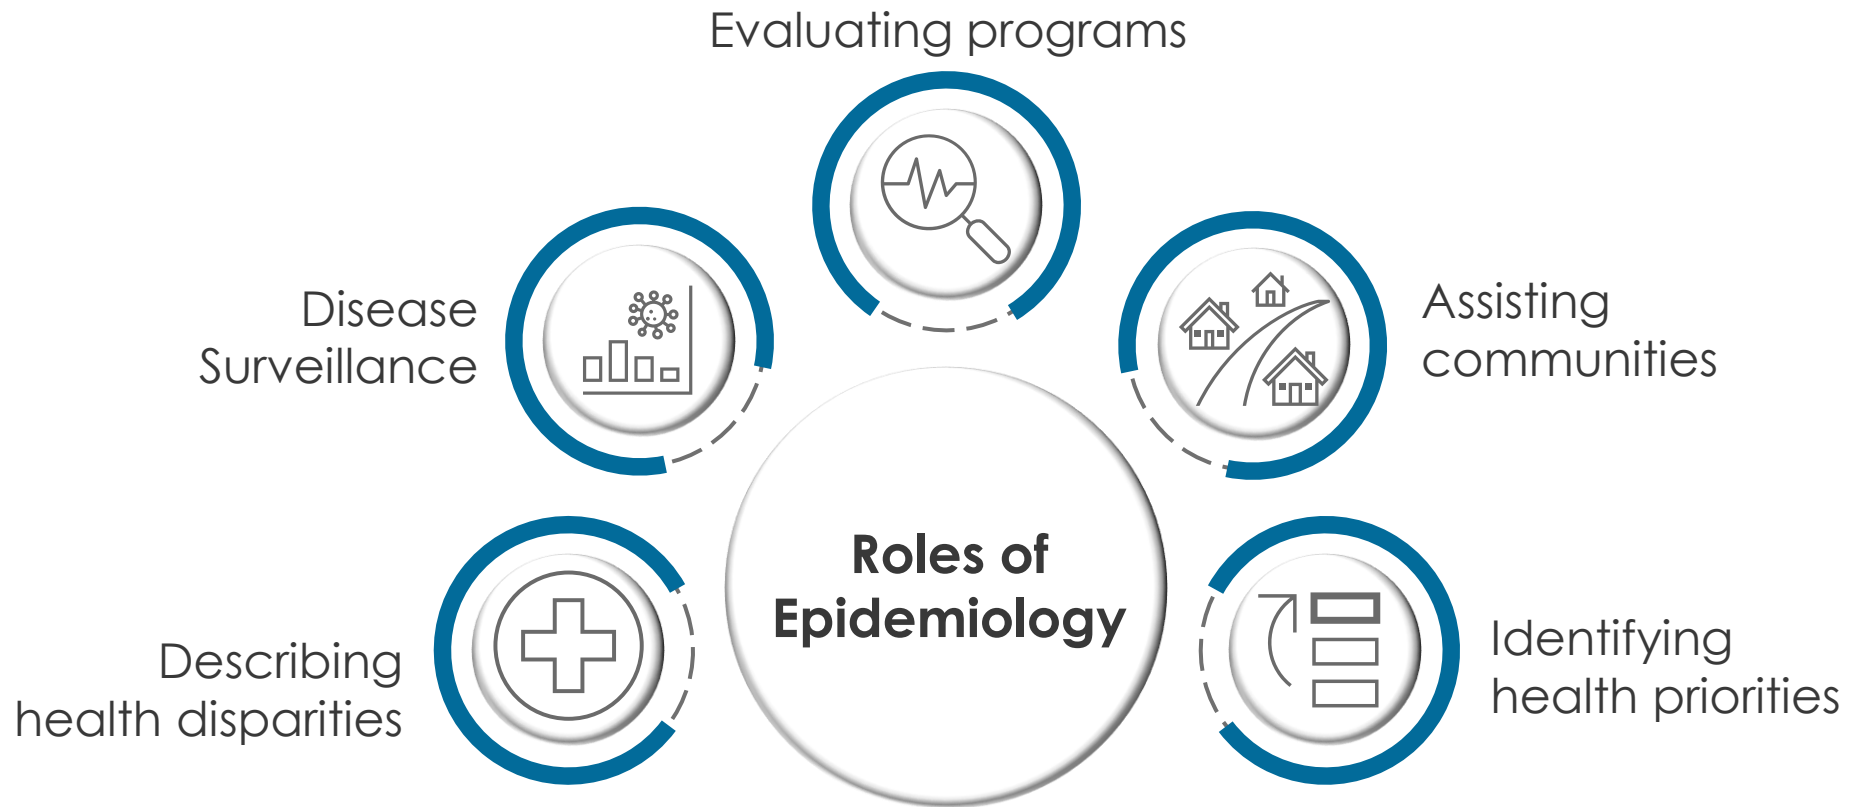 Evaluating programs
Disease
Surveillance
Assisting
communities
Roles of
Epidemiology
Describing
health disparities
Identifying
health priorities